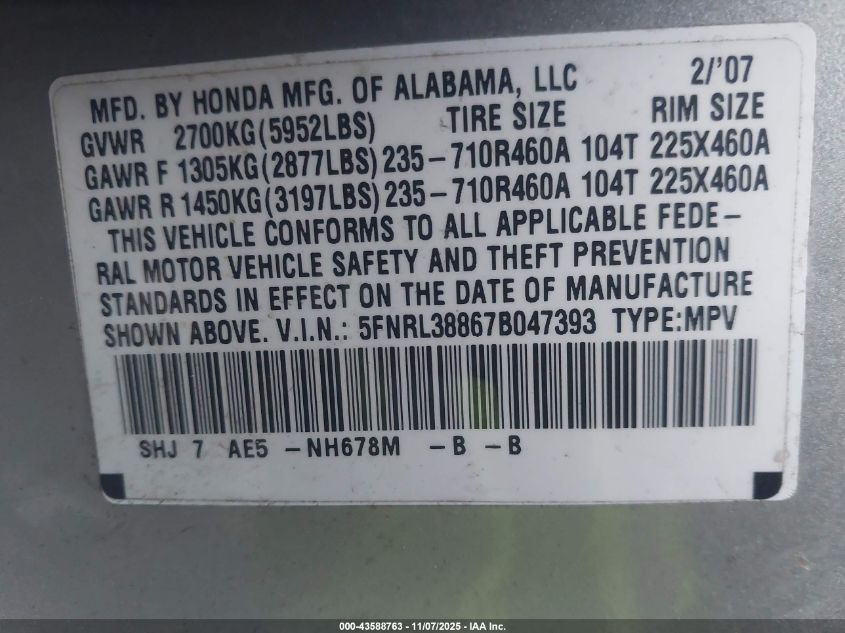 MFD. BY HONDA MFG. OF ALABAMA, LLC 2/'07
GVWR 2700KG(5952LBS) TIRE SIZE RIM SIZE
GAWR F 1305KG(2877LBS) 235-710R460A 104T 225X460A
GAWR R 1450KG(3197LBS) 235-710R460A 104T 225X460A
THIS VEHICLE CONFORMS TO ALL APPLICABLE FEDE-
RAL MOTOR VEHICLE SAFETY AND THEFT PREVENTION
STANDARDS IN EFFECT ON THE DATE OF MANUFACTURE
SHOWN ABOVE. V.I.N.: 5FNRL38867B047393 TYPE:MPV
SHJ 7 AE5 -NH678M -B -B
000-43588763 - 11/07/2025 - IAA Inc.